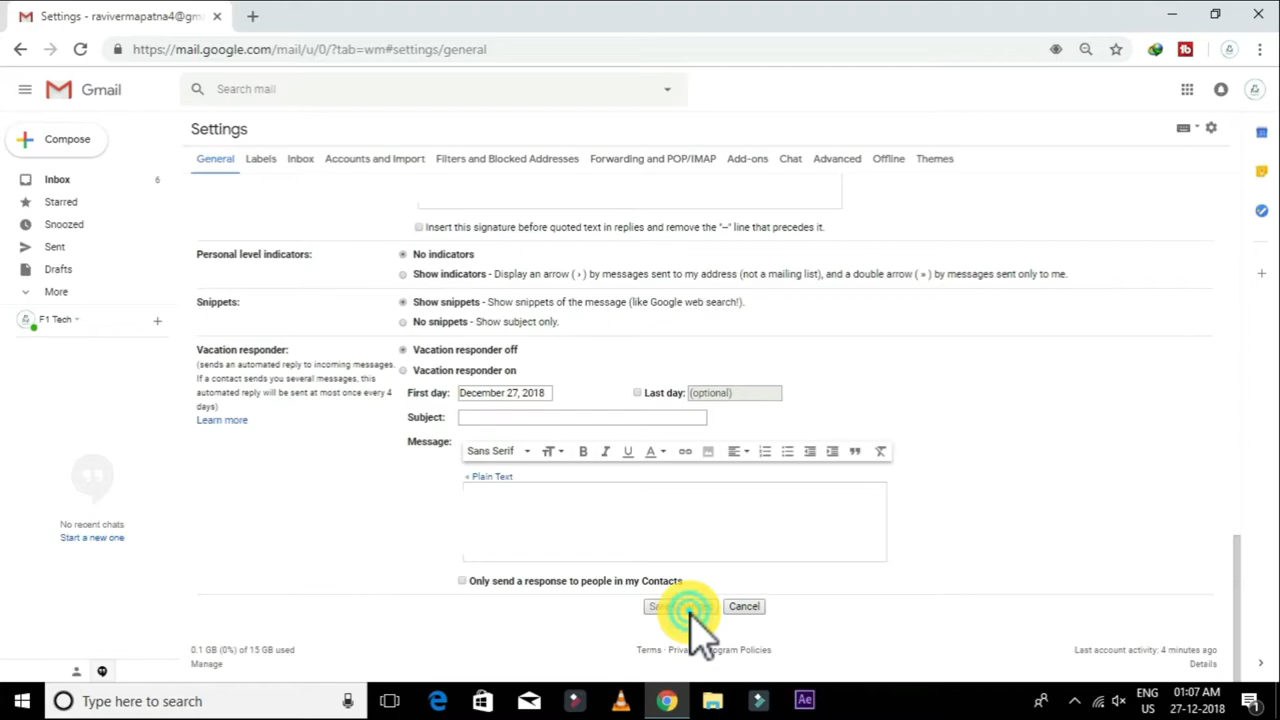 Settings - ravivermapatna4@gm
https://mail.google.com/mail/u/0/?tab=wm#settings/general
Gmail
Search mail
Compose
Settings
General Labels Inbox Accounts and Import Filters and Blocked Addresses Forwarding and POP/IMAP Add-ons Chat Advanced Offline Themes
Inbox 6
Starred
Snoozed
Sent
Drafts
More
F1 Tech
Insert this signature before quoted text in replies and remove the "--" line that precedes it.
Personal level indicators:
No indicators
Show indicators - Display an arrow ( › ) by messages sent to my address (not a mailing list), and a double arrow ( » ) by messages sent only to me.
Snippets:
Show snippets - Show snippets of the message (like Google web search!).
No snippets - Show subject only.
Vacation responder:
(sends an automated reply to incoming messages. If a contact sends you several messages, this automated reply will be sent at most once every 4 days)
Learn more
Vacation responder off
Vacation responder on
First day: December 27, 2018 Last day: (optional)
Subject:
Message:
Sans Serif
« Plain Text
Only send a response to people in my Contacts
Cancel
No recent chats
Start a new one
0.1 GB (0%) of 15 GB used
Manage
Terms · Program Policies
Last account activity: 4 minutes ago
Details
Type here to search
Ae
ENG
US
01:07 AM
27-12-2018